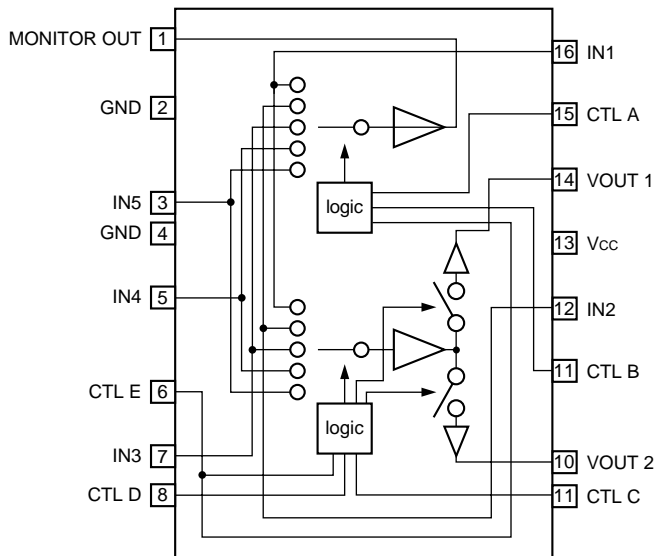 MONITOR OUT 1
GND 2
IN5 3
GND 4
IN4 5
CTL E 6
IN3 7
CTL D 8
logic
logic
16 IN1
15 CTL A
14 VOUT 1
13 Vcc
12 IN2
11 CTL B
10 VOUT 2
11 CTL C